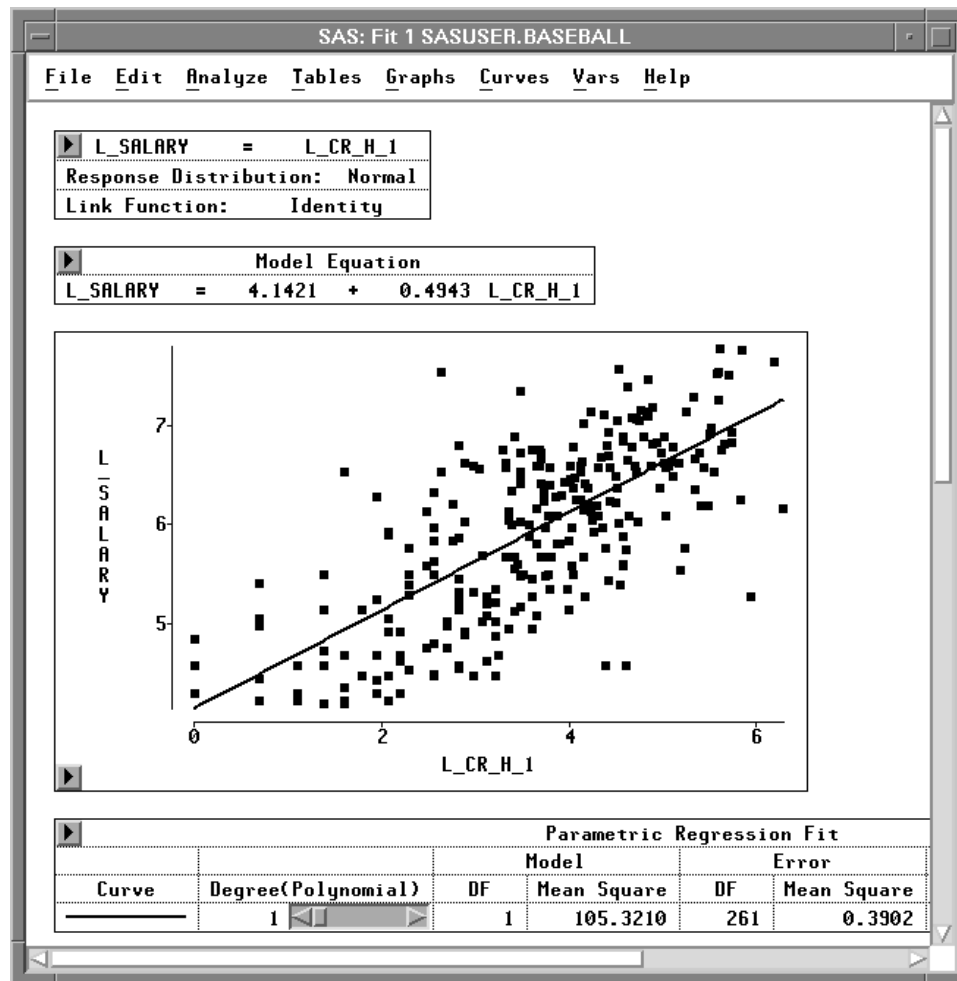 SAS: Fit 1 SASUSER.BASEBALL
File Edit Analyze Tables Graphs Curves Vars Help
L_SALARY = L_CR_H_1
Response Distribution: Normal
Link Function: Identity
Model Equation
L_SALARY = 4.1421 + 0.4943 L_CR_H_1
L_SALARY
7
6
5
0 2 4 6
L_CR_H_1
Parametric Regression Fit
Model Error
Curve Degree(Polynomial) DF Mean Square DF Mean Square
1 1 105.3210 261 0.3902